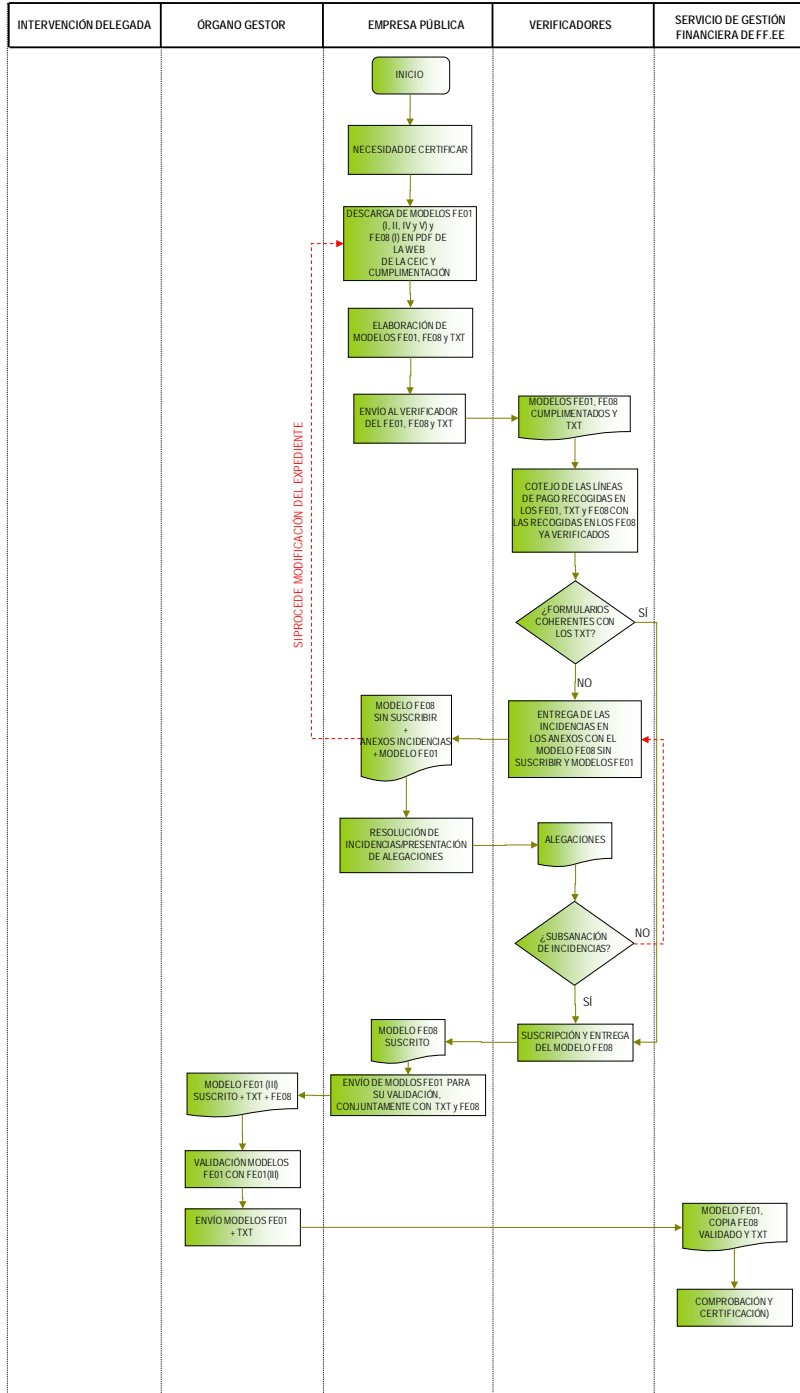 INTERVENCIÓN DELEGADA
ÓRGANO GESTOR
EMPRESA PÚBLICA
VERIFICADORES
SERVICIO DE GESTIÓN
FINANCIERA DE FF.EE
INICIO
NECESIDAD DE CERTIFICAR
DESCARGA DE MODELOS FE01
(I, II, IV y V) y
FE08 (I) EN PDF DE
LA WEB
DE LA CEIC Y
CUMPLIMENTACIÓN
ELABORACIÓN DE
MODELOS FE01, FE08 y TXT
ENVÍO AL VERIFICADOR
DEL FE01, FE08 y TXT
MODELOS FE01, FE08
CUMPLIMENTADOS Y
TXT
COTEJO DE LAS LÍNEAS
DE PAGO RECOGIDAS EN
LOS FE01, TXT y FE08 CON
LAS RECOGIDAS EN LOS FE08
YA VERIFICADOS
¿FORMULARIOS
COHERENTES CON
LOS TXT?
SÍ
NO
SI PROCEDE MODIFICACIÓN DEL EXPEDIENTE
MODELO FE08
SIN SUSCRIBIR
+
ANEXOS INCIDENCIAS
+ MODELO FE01
ENTREGA DE LAS
INCIDENCIAS EN
LOS ANEXOS CON EL
MODELO FE08 SIN
SUSCRIBIR Y MODELOS FE01
RESOLUCIÓN DE
INCIDENCIAS/PRESENTACIÓN
DE ALEGACIONES
ALEGACIONES
¿SUBSANACIÓN
DE INCIDENCIAS?
NO
SÍ
MODELO FE08
SUSCRITO
SUSCRIPCIÓN Y ENTREGA
DEL MODELO FE08
ENVÍO DE MODLOS FE01 PARA
SU VALIDACIÓN,
CONJUNTAMENTE CON TXT y FE08
MODELO FE01 (III)
SUSCRITO + TXT + FE08
VALIDACIÓN MODELOS
FE01 CON FE01(III)
ENVÍO MODELOS FE01
+ TXT
MODELO FE01,
COPIA FE08
VALIDADO Y TXT
COMPROBACIÓN Y
CERTIFICACIÓN)